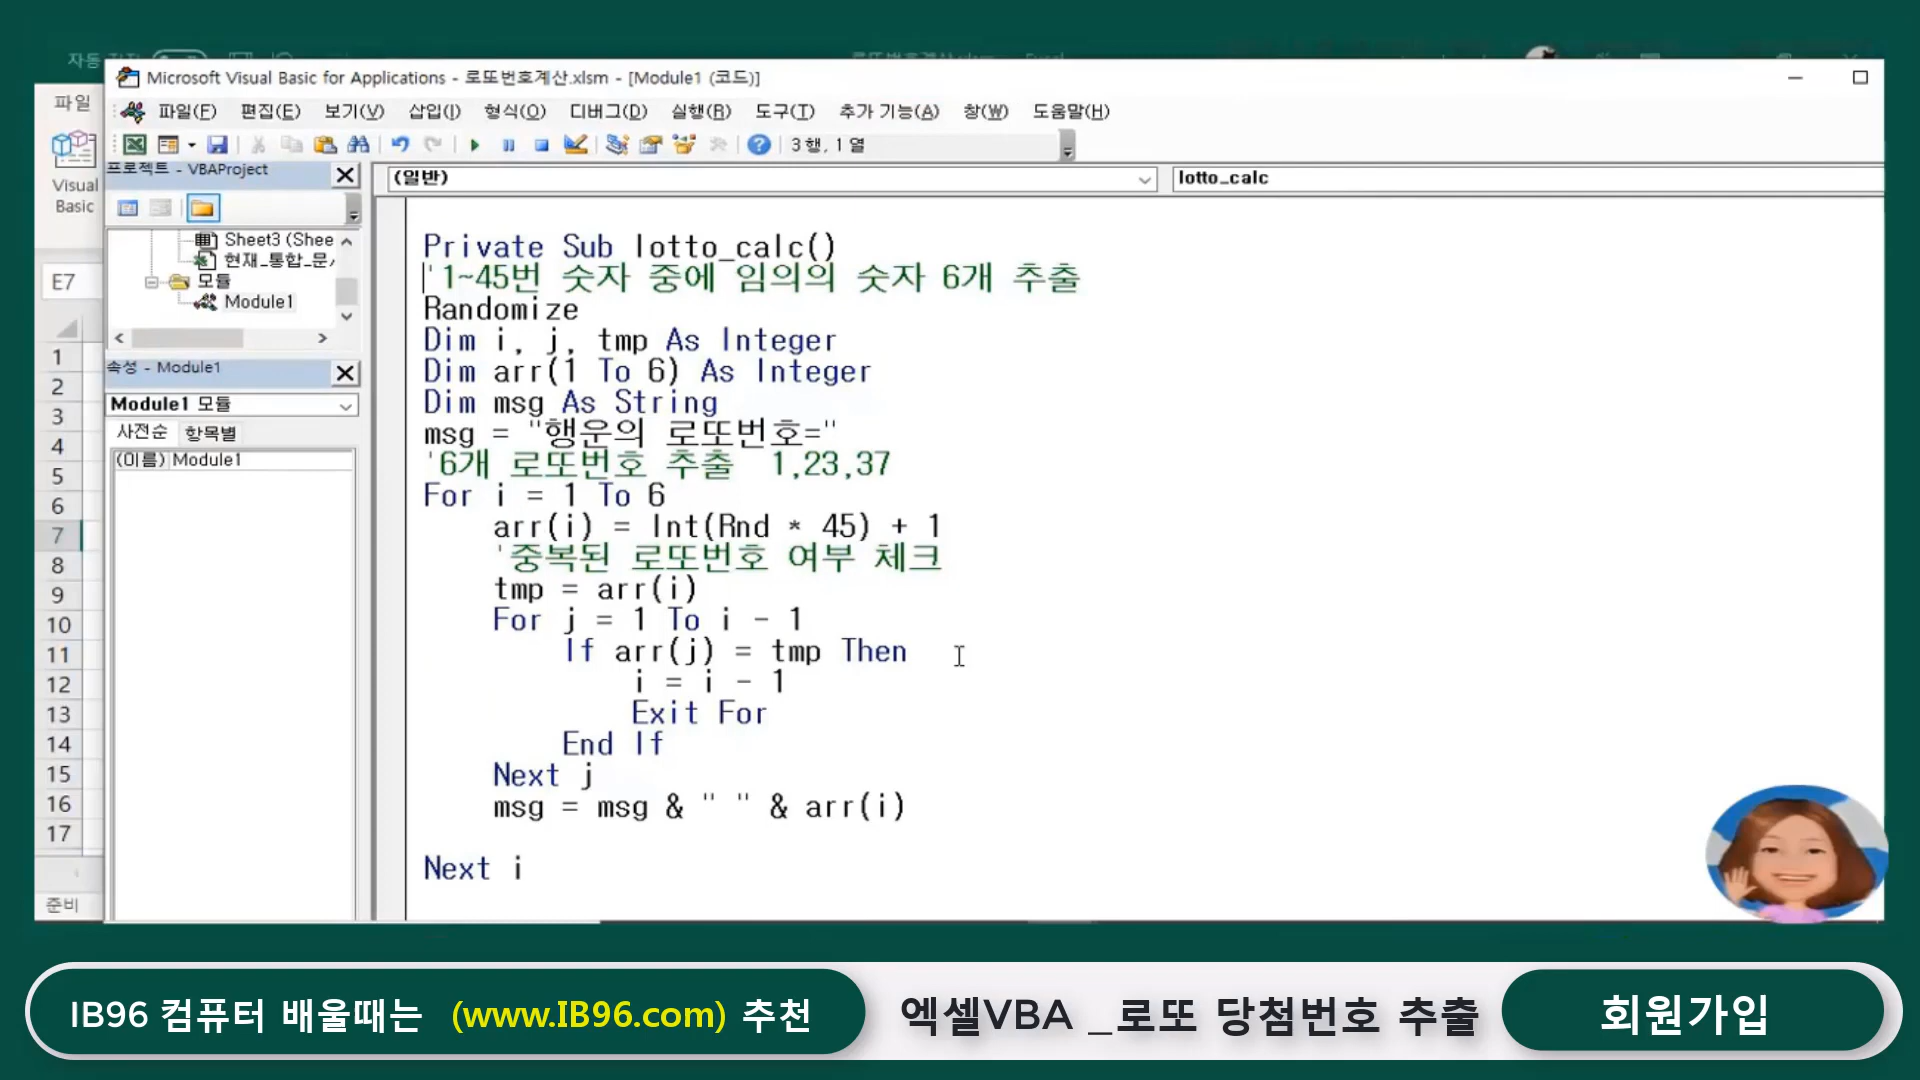 Microsoft Visual Basic for Applications - 로또번호계산.xlsm - [Module1 (코드)]
파일
파일(F) 편집(E) 보기(V) 삽입(I) 형식(O) 디버그(D) 실행(R) 도구(T) 추가 기능(A) 창(W) 도움말(H)
3 행, 1 열
Visual
Basic
프로젝트 - VBAProject
(일반)
lotto_calc
Sheet3 (Shee
모듈
Module1
속성 - Module1
Module1 모듈
사전순 항목별
(이름) Module1
E7
1
2
3
4
5
6
7
8
9
10
11
12
13
14
15
16
17
준비
Private Sub lotto_calc()
'1~45번 숫자 중에 임의의 숫자 6개 추출
Randomize
Dim i, j, tmp As Integer
Dim arr(1 To 6) As Integer
Dim msg As String
msg = "행운의 로또번호="
'6개 로또번호 추출  1,23,37
For i = 1 To 6
    arr(i) = Int(Rnd * 45) + 1
    '중복된 로또번호 여부 체크
    tmp = arr(i)
    For j = 1 To i - 1
        If arr(j) = tmp Then
            i = i - 1
            Exit For
        End If
    Next j
    msg = msg & " " & arr(i)
Next i
IB96 컴퓨터 배울때는 (www.IB96.com) 추천
엑셀VBA _로또 당첨번호 추출
회원가입